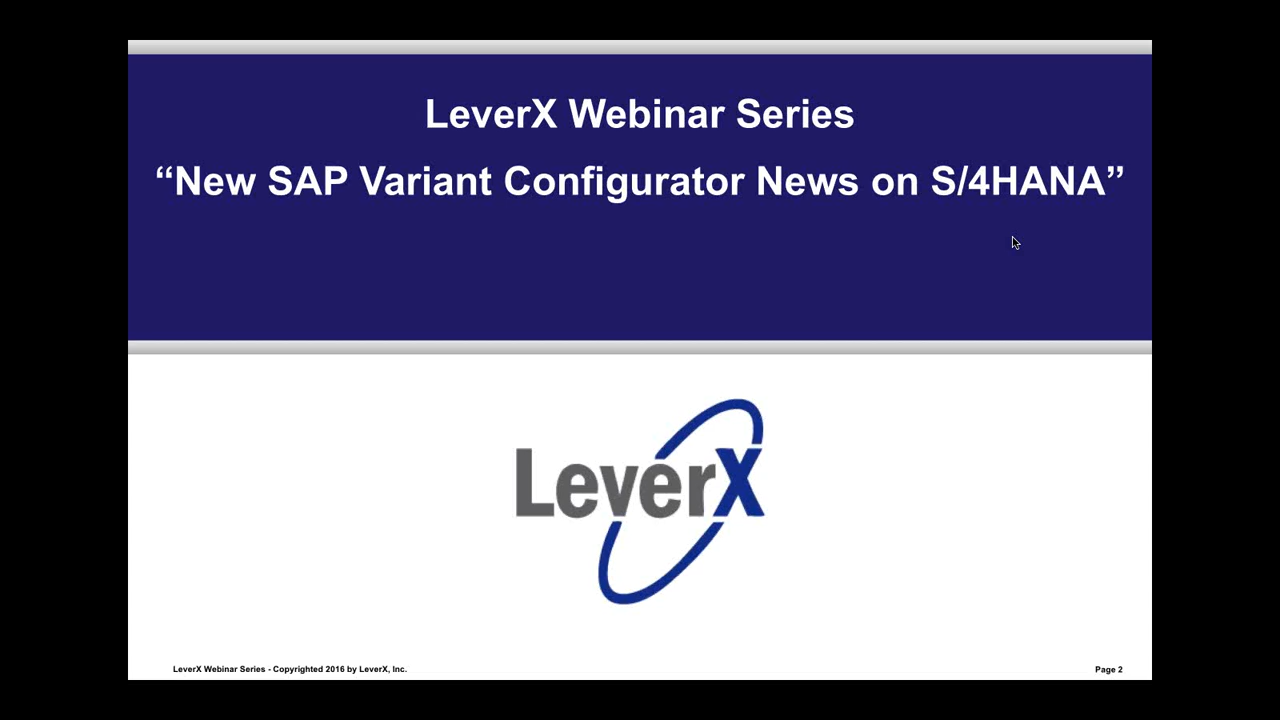 LeverX Webinar Series
“New SAP Variant Configurator News on S/4HANA”
LeverX
LeverX Webinar Series - Copyrighted 2016 by LeverX, Inc.
Page 2